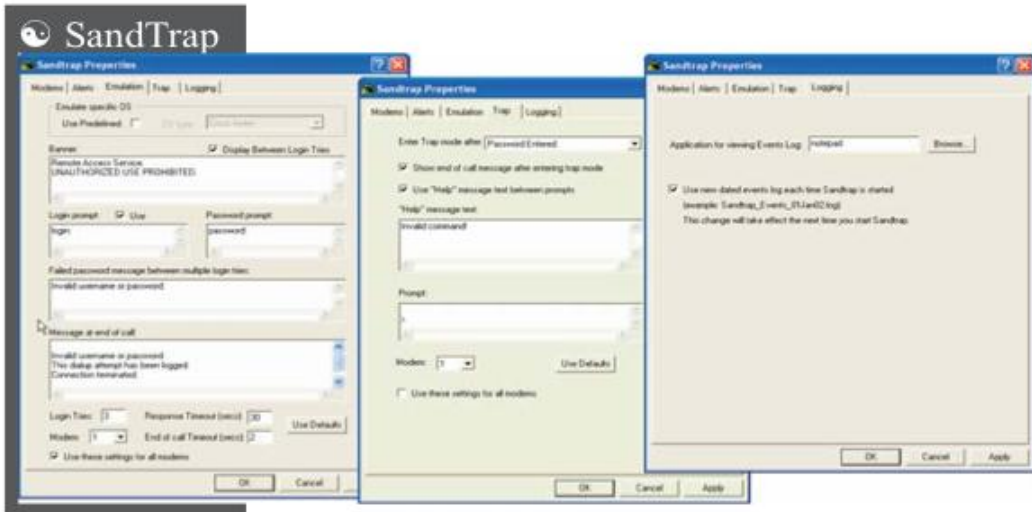 SandTrap
Sandtrap Properties
Modems Alerts Emulation Trap Logging
Emulate specific OS
Use Predefined
Banner:
Display Between Login Tries
Remote Access Service.
UNAUTHORIZED USE PROHIBITED.
Login prompt: Use
Password prompt:
login:
password:
Failed password message between multiple login tries:
Invalid username or password
Message at end of call:
Invalid username or password
This dialup attempt has been logged
Connection terminated
Login Tries: 3
Response Timeout (secs): 30
Modem: 1
End of call Timeout (secs): 2
Use Defaults
Use these settings for all modems
OK Cancel
Sandtrap Properties
Modems Alerts Emulation Trap Logging
Enter Trap mode after: Password Entered
Show end of call message after entering trap mode
Use "Help" message text between prompts
"Help" message text:
Invalid command
Prompt:
>
Modem: 1
Use Defaults
Use these settings for all modems
OK Cancel Apply
Sandtrap Properties
Modems Alerts Emulation Trap Logging
Application for viewing Events Log: notepad Browse...
Use new dated events log each time Sandtrap is started
(example: Sandtrap_Events_01Jan02.log)
This change will take effect the next time you start Sandtrap.
OK Cancel Apply